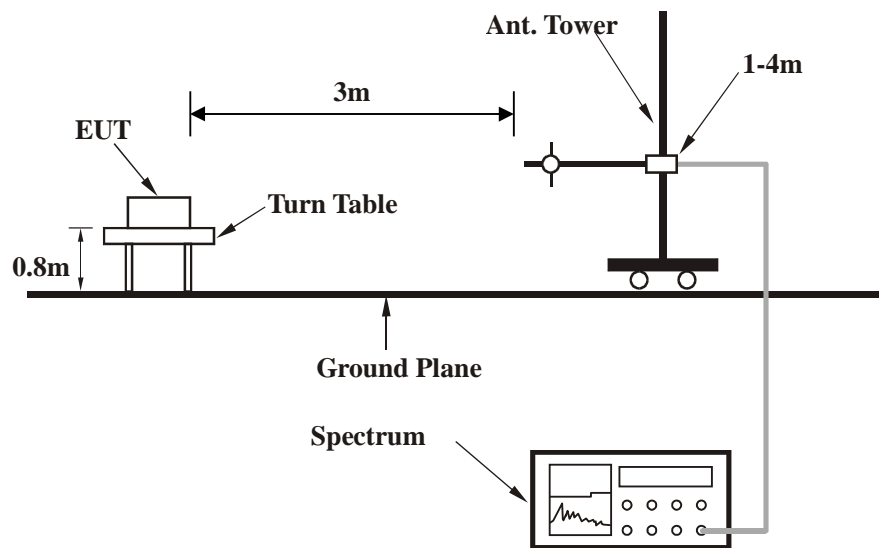 Ant. Tower
1-4m
3m
EUT
Turn Table
0.8m
Ground Plane
Spectrum